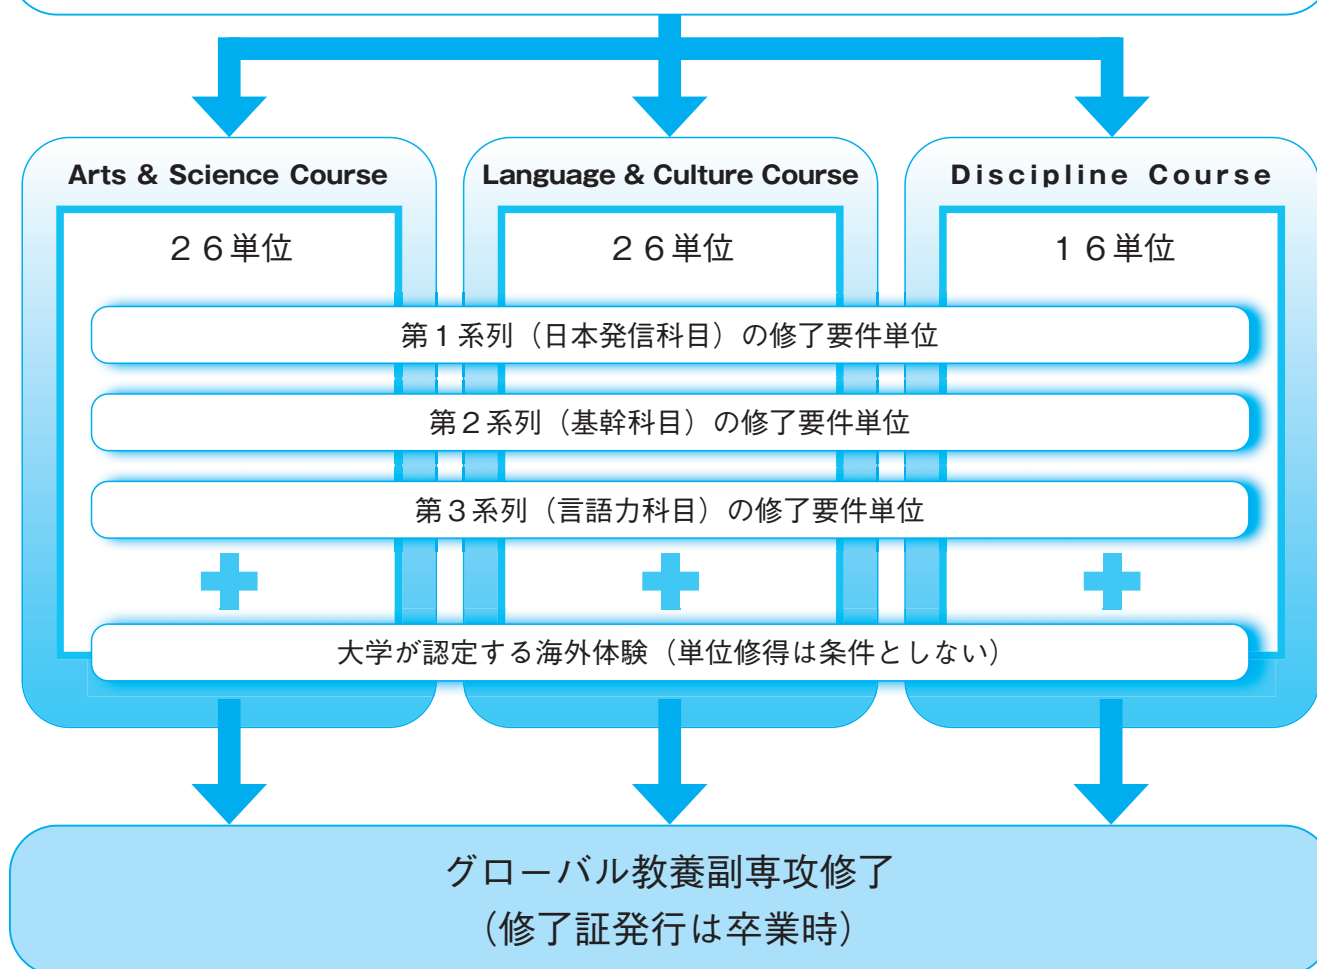 Arts & Science Course
Language & Culture Course
Discipline Course
２６単位
２６単位
１６単位
第１系列（日本発信科目）の修了要件単位
第２系列（基幹科目）の修了要件単位
第３系列（言語力科目）の修了要件単位
大学が認定する海外体験（単位修得は条件としない）
グローバル教養副専攻修了
（修了証発行は卒業時）